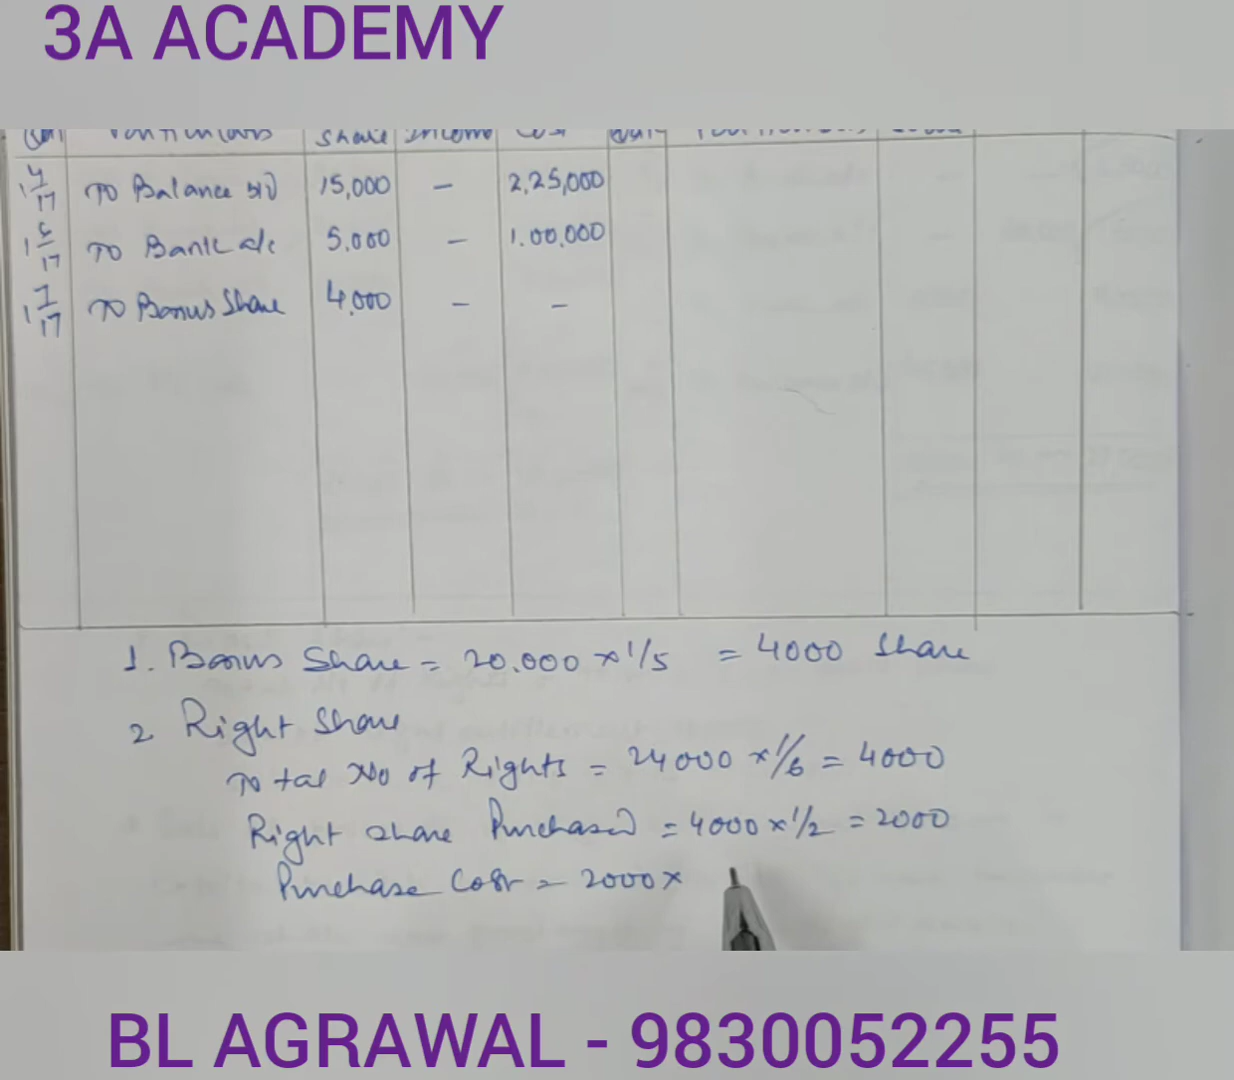 3A ACADEMY
Share Income Cost
1/4/17 To Balance b/d 15,000 - 2,25,000
1/6/17 To Bank a/c 5,000 - 1,00,000
1/7/17 To Bonus Share 4,000 - -
1. Bonus Share = 20,000 x 1/5 = 4000 Share
2 Right Share
Total No of Rights = 24000 x 1/6 = 4000
Right share Purchased = 4000 x 1/2 = 2000
Purchase Cost = 2000 x
BL AGRAWAL - 9830052255